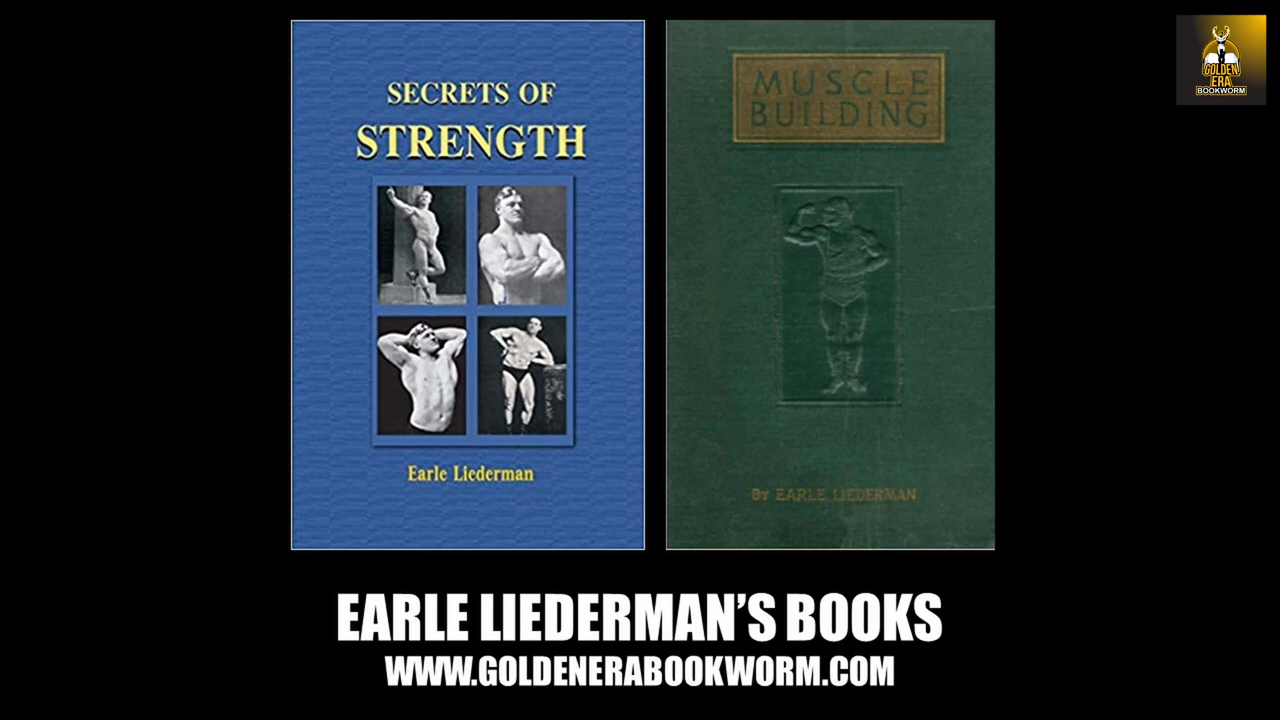 SECRETS OF
STRENGTH
Earle Liederman
MUSCLE
BUILDING
BY EARLE LIEDERMAN
GOLDEN
ERA
BOOKWORM
EARLE LIEDERMAN'S BOOKS
WWW.GOLDENERABOOKWORM.COM